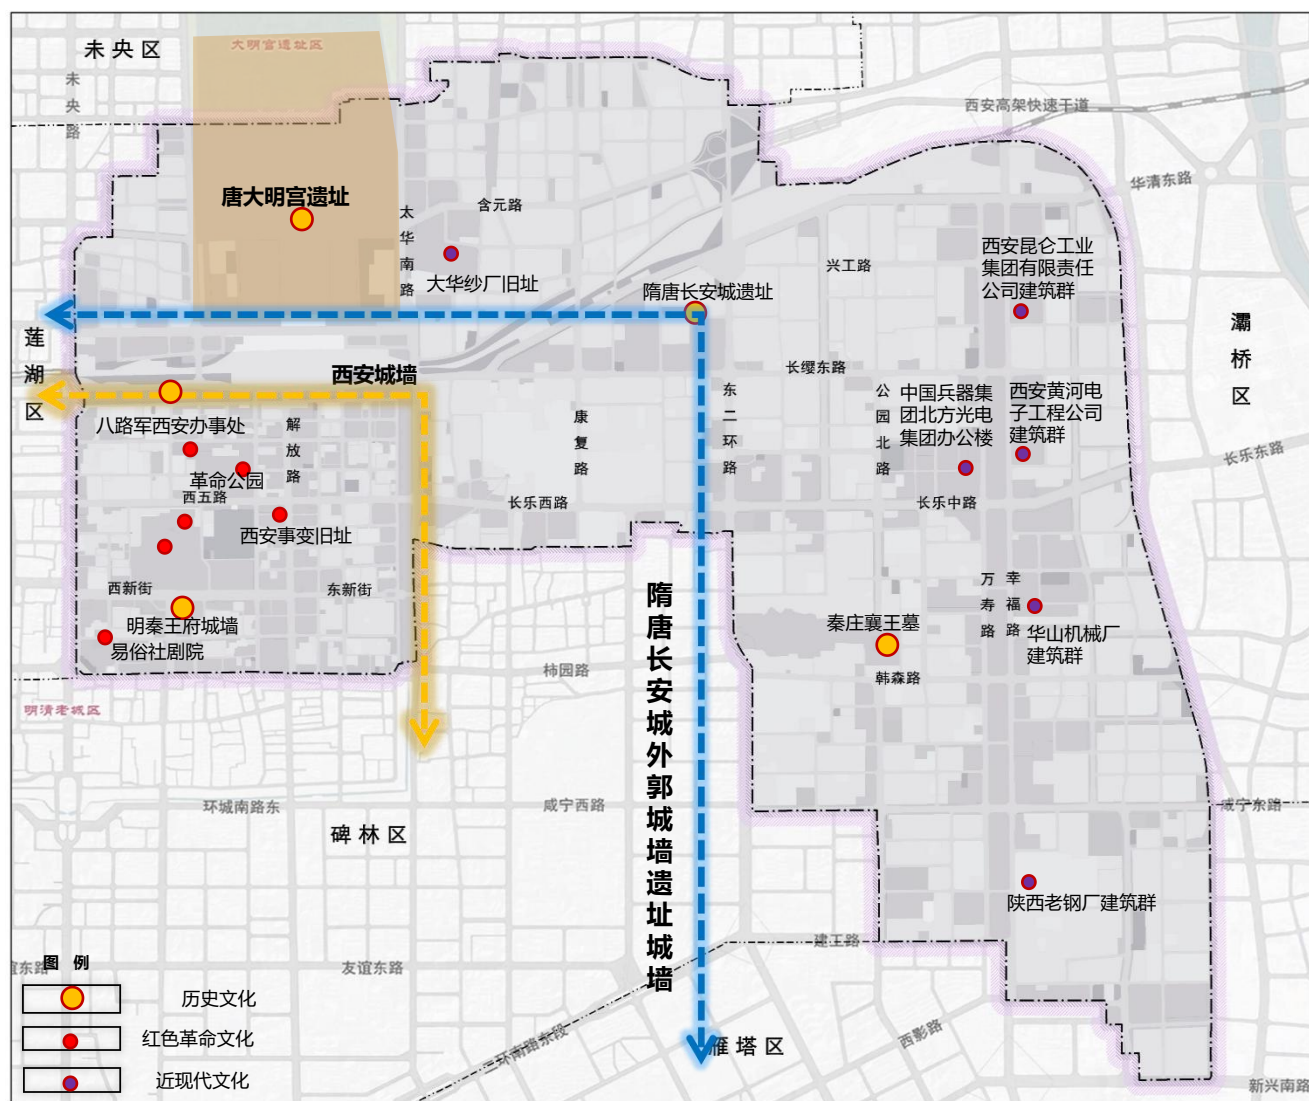 未央区
大明宫遗址区
未央路
西安高架快速干道
华清东路
唐大明宫遗址
太华南路
含元路
大华纱厂旧址
隋唐长安城遗址
兴工路
西安昆仑工业
集团有限责任
公司建筑群
灞桥区
莲湖区
西安城墙
长缨东路
八路军西安办事处
解放路
康复路
东二环路
公园北路
中国兵器集
团北方光电
集团办公楼
西安黄河电
子工程公司
建筑群
长乐东路
革命公园
西五路
长乐西路
长乐中路
西安事变旧址
西新街
东新街
万寿路
幸福路
隋唐长安城外郭城墙遗址城墙
明秦王府城墙
易俗社剧院
秦庄襄王墓
华山机械厂
建筑群
柿园路
韩森路
明清老城区
环城南路东
咸宁西路
咸宁东路
碑林区
陕西老钢厂建筑群
建工路
谊东路
友谊东路
图 例
历史文化
红色革命文化
近现代文化
二环南路东段
雁塔区
西影路
新兴南路